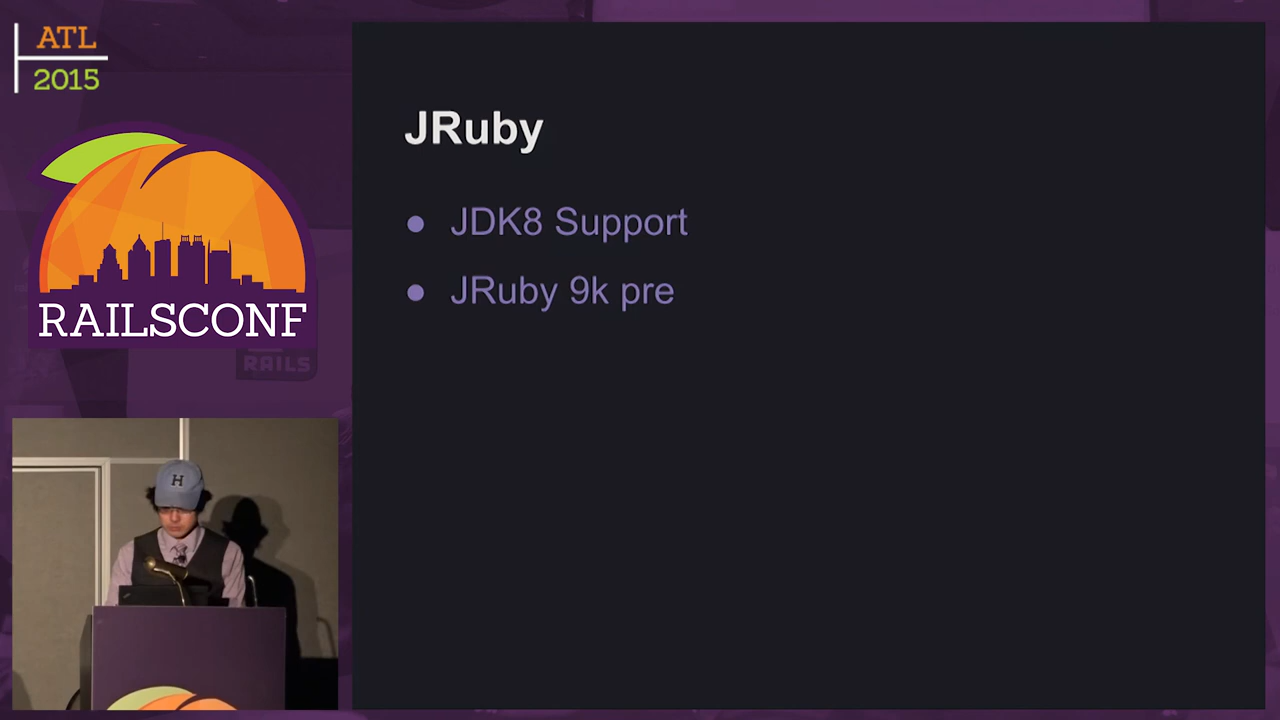 ATL
2015
RAILSCONF
RAILS
H
JRuby
● JDK8 Support
● JRuby 9k pre